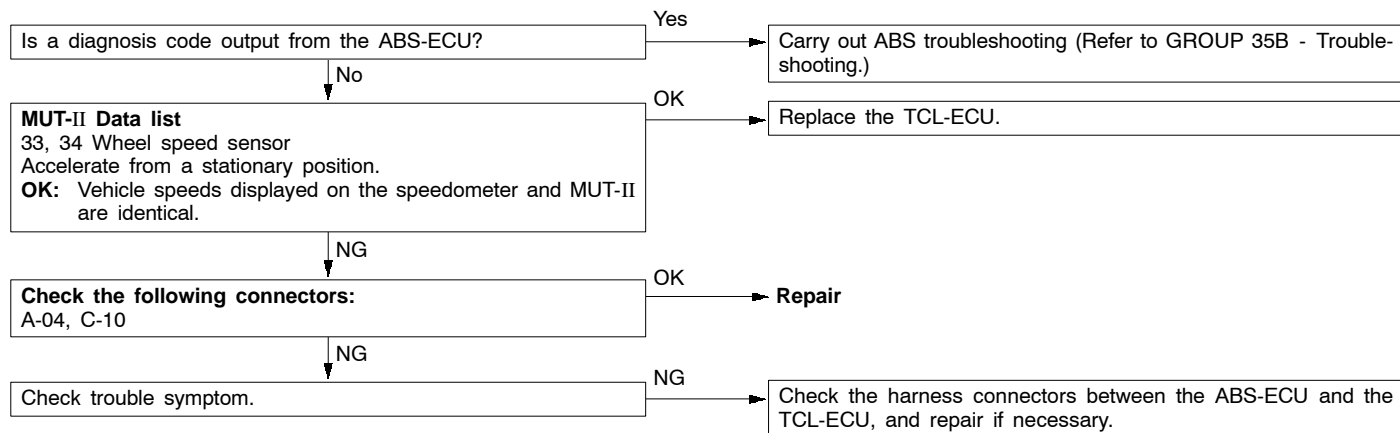 Is a diagnosis code output from the ABS-ECU?
Yes
Carry out ABS troubleshooting (Refer to GROUP 35B - Trouble-
shooting.)
No
MUT-II Data list
33, 34 Wheel speed sensor
Accelerate from a stationary position.
OK: Vehicle speeds displayed on the speedometer and MUT-II
are identical.
OK
Replace the TCL-ECU.
NG
Check the following connectors:
A-04, C-10
OK
Repair
NG
Check trouble symptom.
NG
Check the harness connectors between the ABS-ECU and the
TCL-ECU, and repair if necessary.